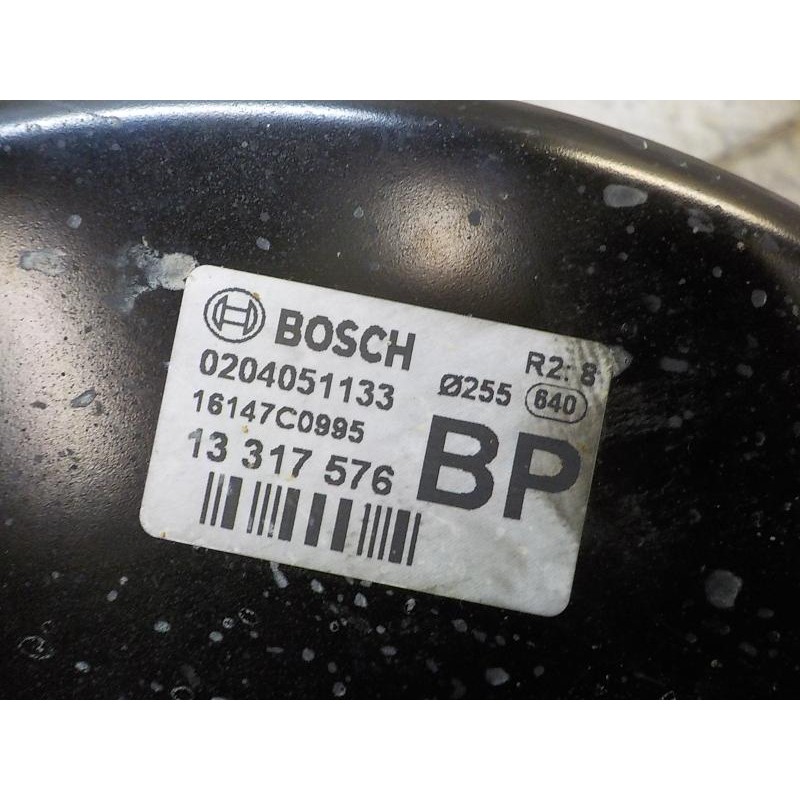 BOSCH
R2: 8
0204051133 Ø255 640
16147C0995
13 317 576 BP